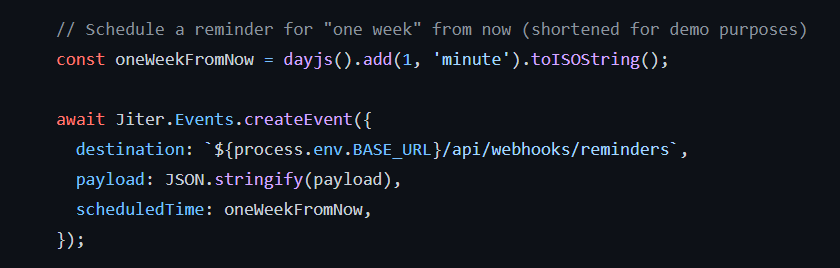 // Schedule a reminder for "one week" from now (shortened for demo purposes)
const oneWeekFromNow = dayjs().add(1, 'minute').toISOString();
await Jiter.Events.createEvent({
destination: `${process.env.BASE_URL}/api/webhooks/reminders`,
payload: JSON.stringify(payload),
scheduledTime: oneWeekFromNow,
});